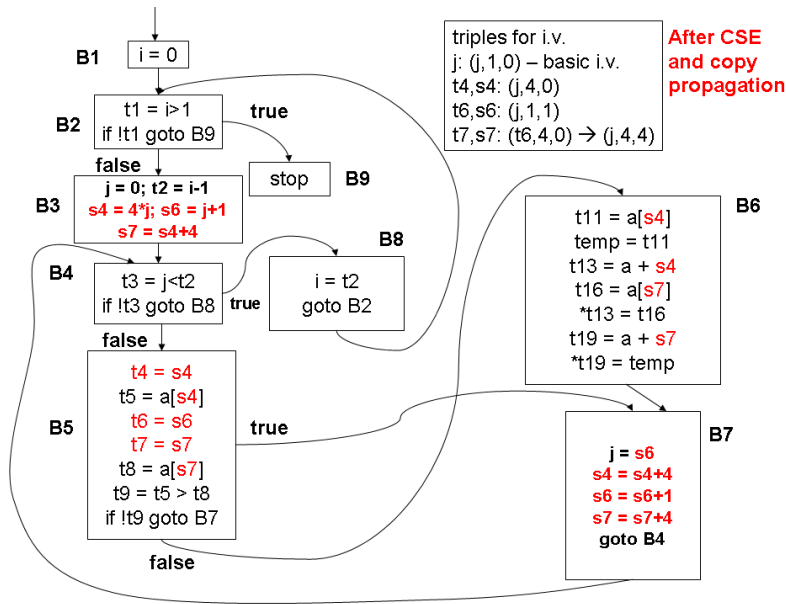 B1
i = 0
triples for i.v.
j: (j,1,0) – basic i.v.
t4,s4: (j,4,0)
t6,s6: (j,1,1)
t7,s7: (t6,4,0) → (j,4,4)
After CSE
and copy
propagation
B2
t1 = i>1
if !t1 goto B9
true
false
stop
B9
B3
j = 0; t2 = i-1
s4 = 4*j; s6 = j+1
s7 = s4+4
B4
t3 = j<t2
if !t3 goto B8
true
false
B8
i = t2
goto B2
B5
t4 = s4
t5 = a[s4]
t6 = s6
t7 = s7
t8 = a[s7]
t9 = t5 > t8
if !t9 goto B7
true
false
B6
t11 = a[s4]
temp = t11
t13 = a + s4
t16 = a[s7]
*t13 = t16
t19 = a + s7
*t19 = temp
B7
j = s6
s4 = s4+4
s6 = s6+1
s7 = s7+4
goto B4